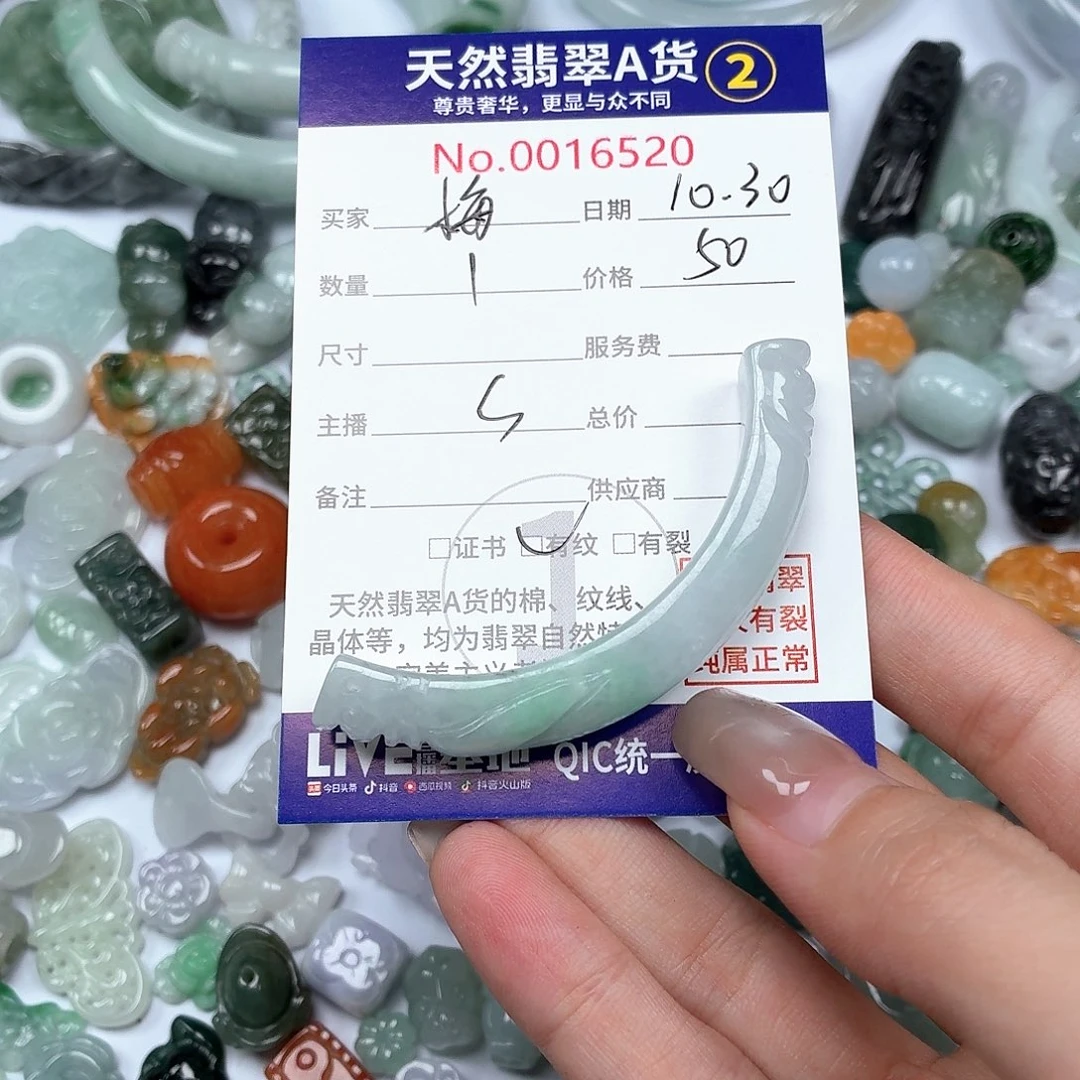 天然翡翠A货 2
尊贵奢华，更显与众不同
No.0016520
买家 梅 日期 10.30
数量 1 价格 50
尺寸 服务费
主播 总价
备注 供应商
1
□证书 □有纹 □有裂
天然翡翠A货的棉、纹线、
晶体等，均为翡翠自然
翡翠
有裂
纯属正常
LIVE QIC统一
今日头条 抖音 西瓜视频 抖音火山版